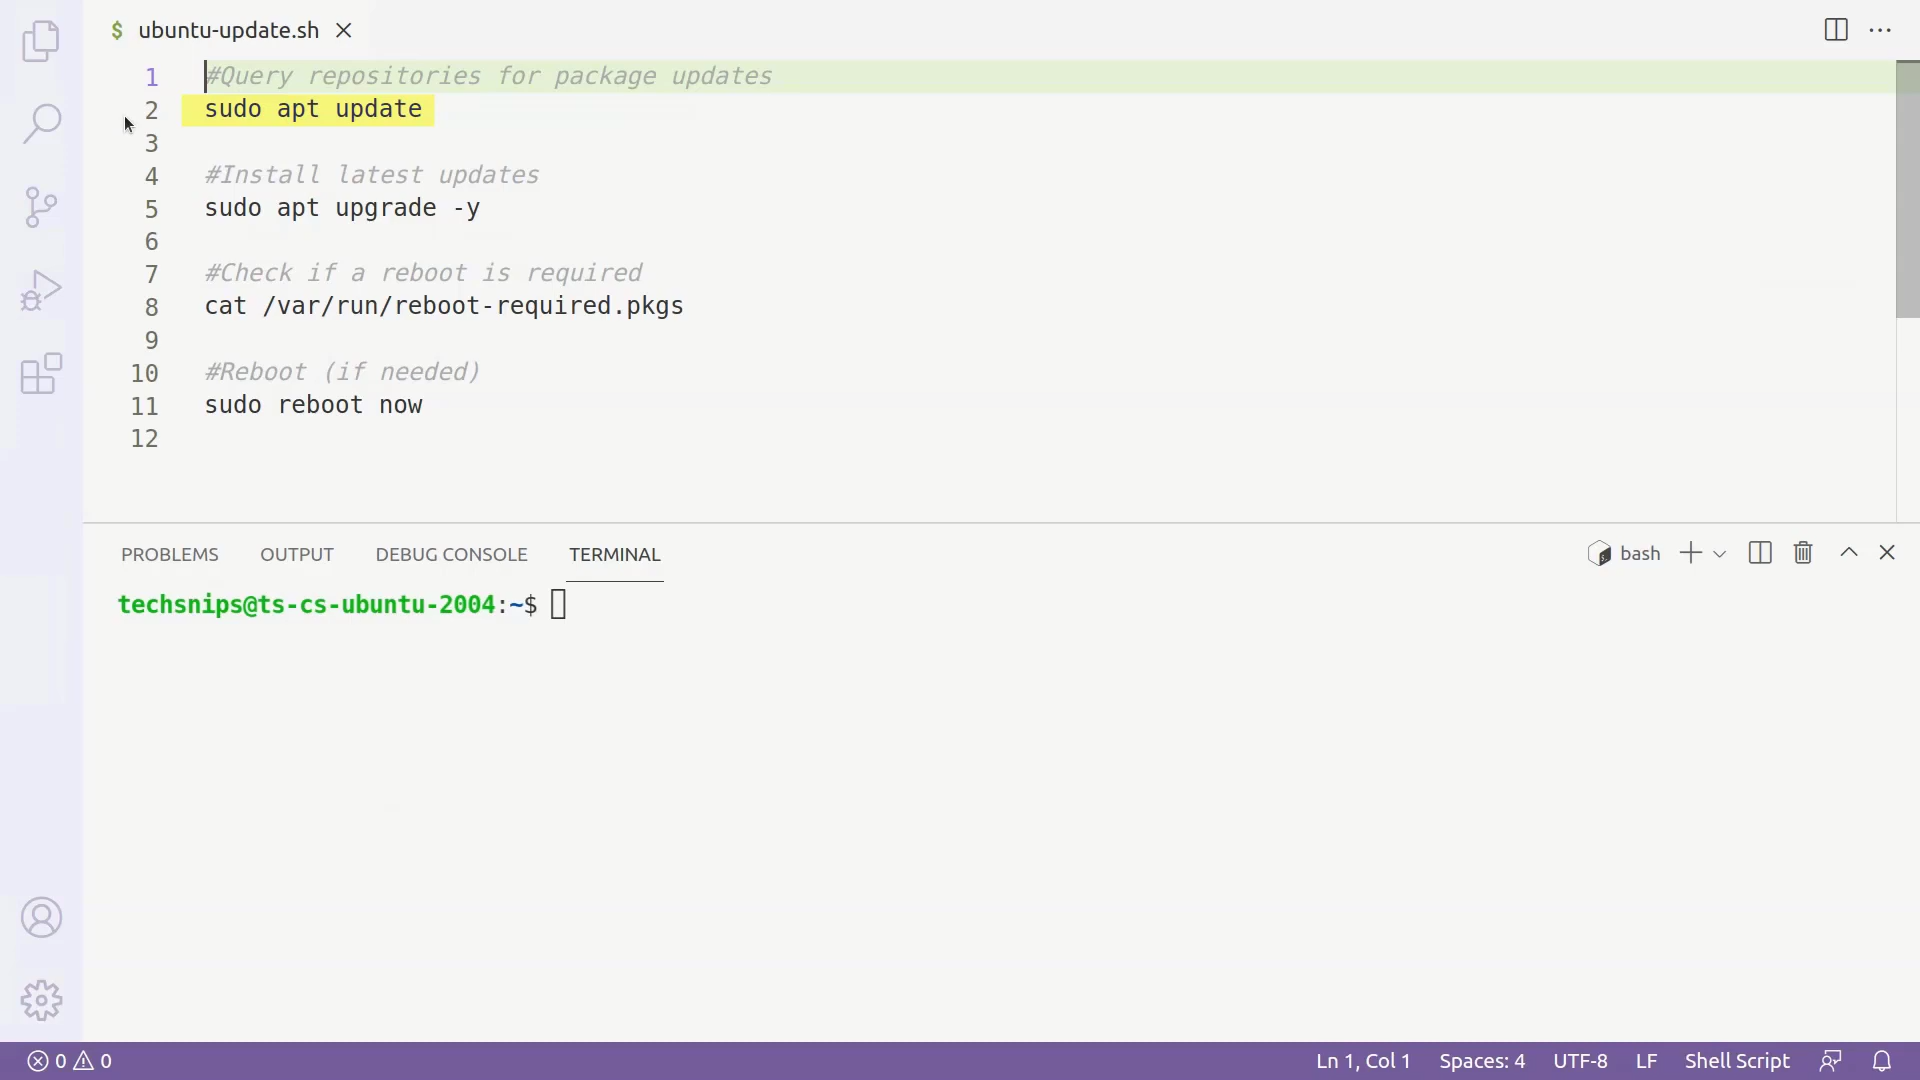 $ ubuntu-update.sh
1 #Query repositories for package updates
2 sudo apt update
3
4 #Install latest updates
5 sudo apt upgrade -y
6
7 #Check if a reboot is required
8 cat /var/run/reboot-required.pkgs
9
10 #Reboot (if needed)
11 sudo reboot now
12
PROBLEMS OUTPUT DEBUG CONSOLE TERMINAL bash
techsnips@ts-cs-ubuntu-2004:~$
0 0 Ln 1, Col 1 Spaces: 4 UTF-8 LF Shell Script